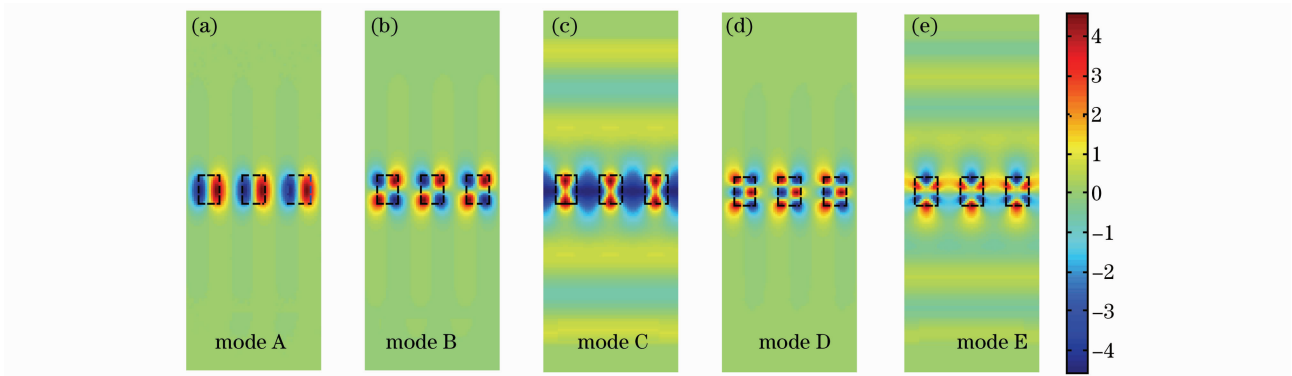 (a)
(b)
(c)
(d)
(e)
mode A
mode B
mode C
mode D
mode E
4
3
2
1
0
−1
−2
−3
−4